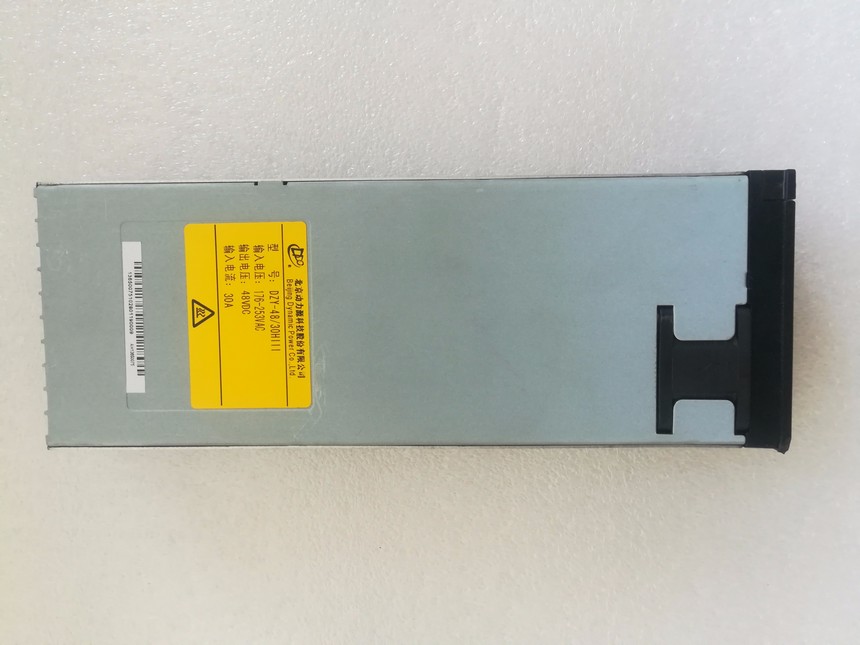 北京动力源科技股份有限公司
Beijing Dynamic Power Co.,Ltd
型 号: DZY-48/30HIII
输入电压: 176-253VAC
输出电压: 48VDC
输入电流: 30A